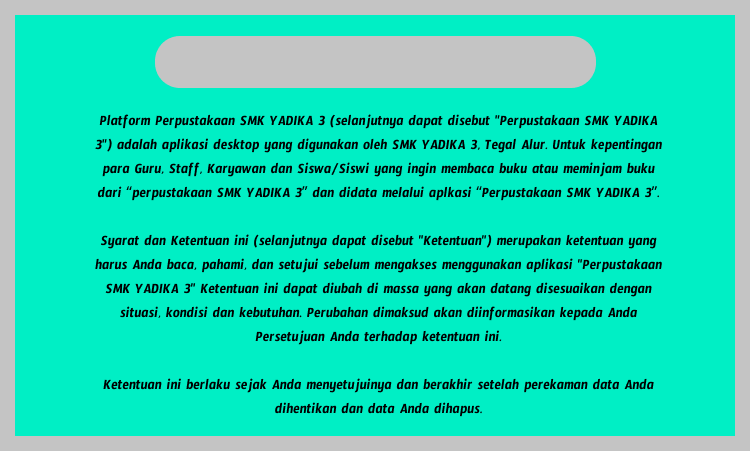 Platform Perpustakaan SMK YADIKA 3 (selanjutnya dapat disebut "Perpustakaan SMK YADIKA
3") adalah aplikasi desktop yang digunakan oleh SMK YADIKA 3, Tegal Alur. Untuk kepentingan
para Guru, Staff, Karyawan dan Siswa/Siswi yang ingin membaca buku atau meminjam buku
dari “perpustakaan SMK YADIKA 3” dan didata melalui aplkasi “Perpustakaan SMK YADIKA 3”.
Syarat dan Ketentuan ini (selanjutnya dapat disebut "Ketentuan") merupakan ketentuan yang
harus Anda baca, pahami, dan setujui sebelum mengakses menggunakan aplikasi "Perpustakaan
SMK YADIKA 3" Ketentuan ini dapat diubah di massa yang akan datang disesuaikan dengan
situasi, kondisi dan kebutuhan. Perubahan dimaksud akan diinformasikan kepada Anda
Persetujuan Anda terhadap ketentuan ini.
Ketentuan ini berlaku sejak Anda menyetujuinya dan berakhir setelah perekaman data Anda
dihentikan dan data Anda dihapus.